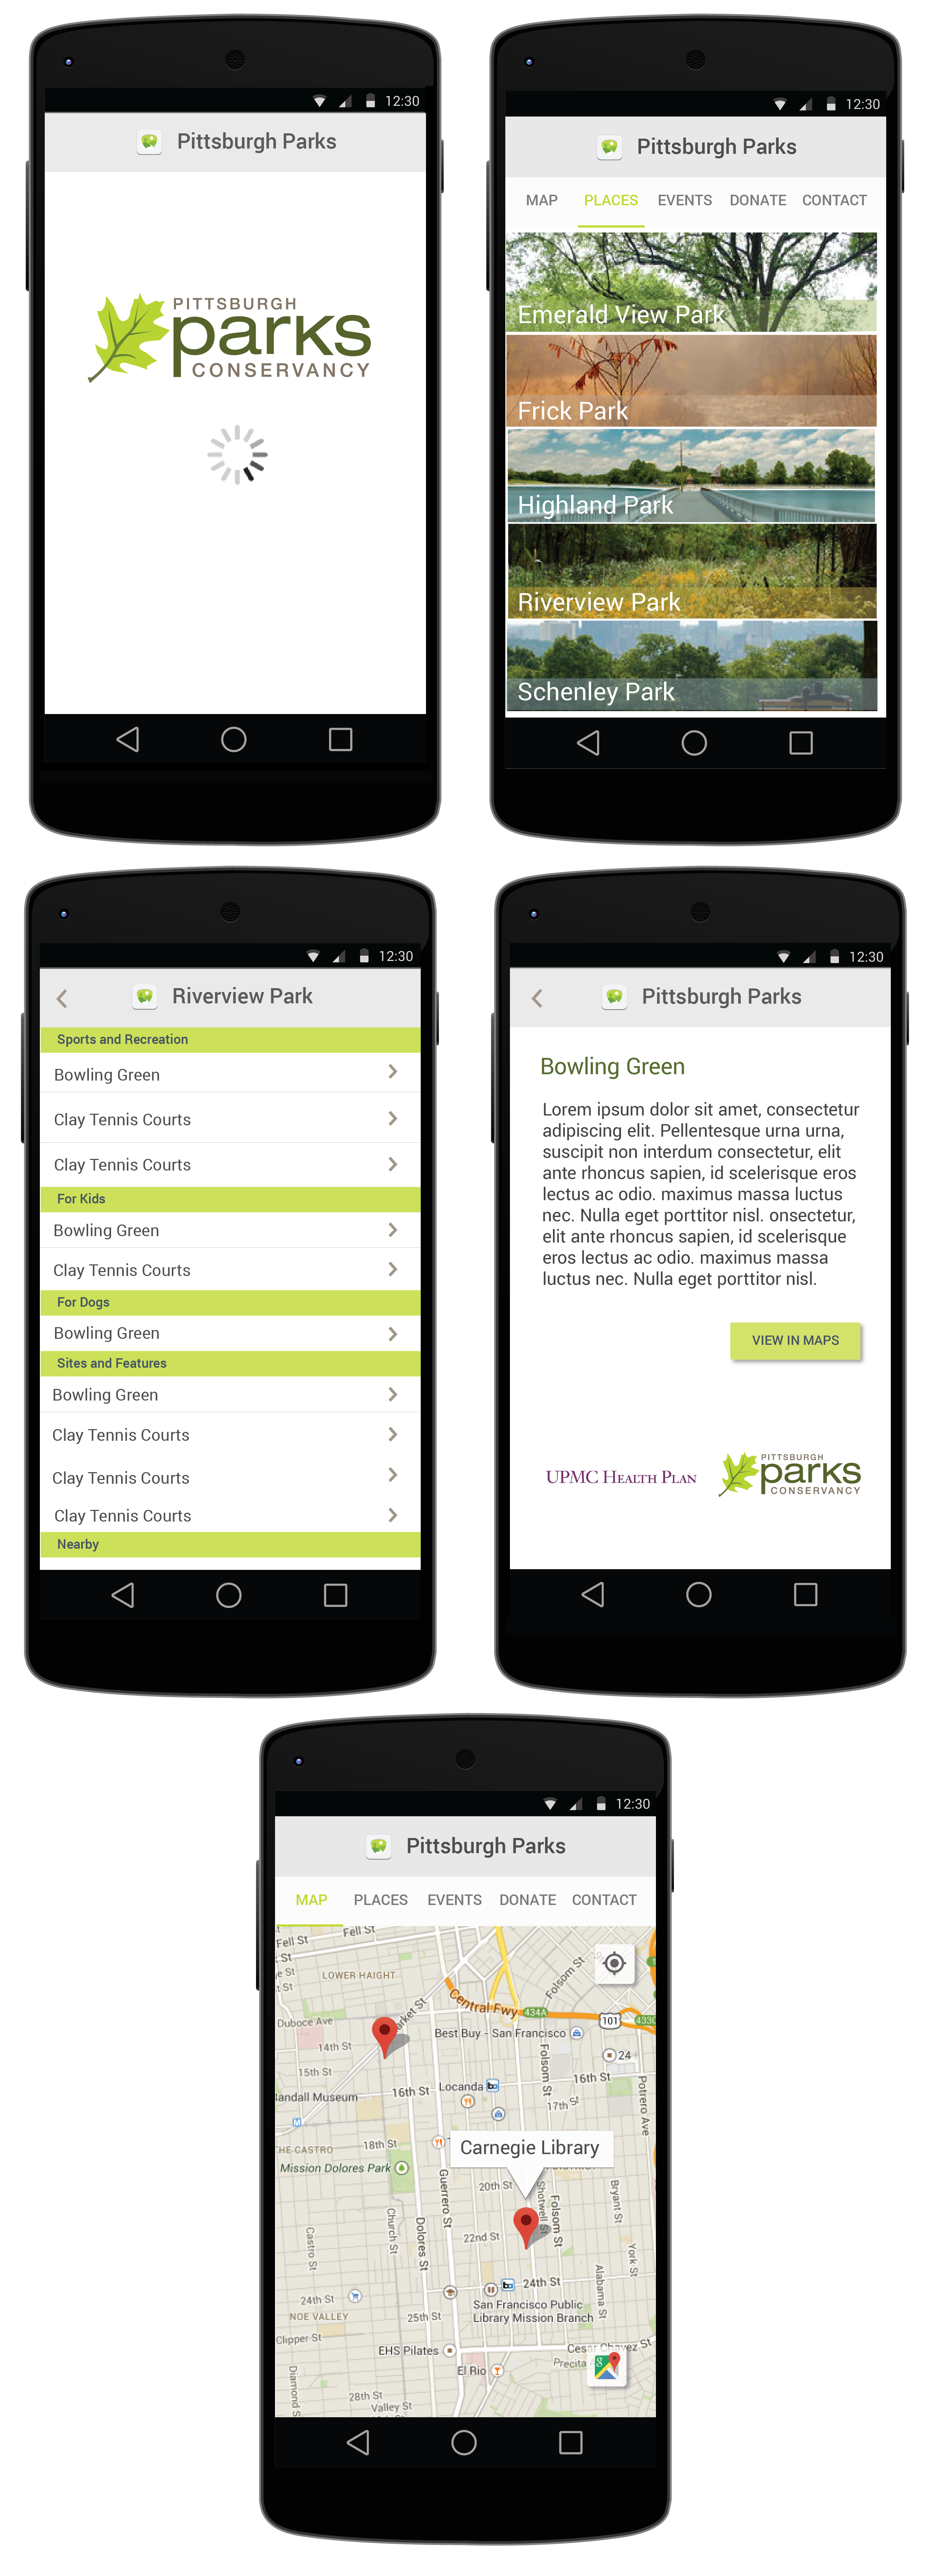 12:30
Pittsburgh Parks
PITTSBURGH
parks
CONSERVANCY
12:30
Pittsburgh Parks
MAP PLACES EVENTS DONATE CONTACT
Emerald View Park
Frick Park
Highland Park
Riverview Park
Schenley Park
12:30
Riverview Park
Sports and Recreation
Bowling Green
Clay Tennis Courts
Clay Tennis Courts
For Kids
Bowling Green
Clay Tennis Courts
For Dogs
Bowling Green
Sites and Features
Bowling Green
Clay Tennis Courts
Clay Tennis Courts
Clay Tennis Courts
Nearby
12:30
Pittsburgh Parks
Bowling Green
Lorem ipsum dolor sit amet, consectetur
adipiscing elit. Pellentesque urna urna,
suscipit non interdum consectetur, elit
ante rhoncus sapien, id scelerisque eros
lectus ac odio. maximus massa luctus
nec. Nulla eget porttitor nisl. onsectetur,
elit ante rhoncus sapien, id scelerisque
eros lectus ac odio. maximus massa
luctus nec. Nulla eget porttitor nisl.
VIEW IN MAPS
UPMC HEALTH PLAN
PITTSBURGH
parks
CONSERVANCY
12:30
Pittsburgh Parks
MAP PLACES EVENTS DONATE CONTACT
Fell St
Fell St
LOWER HAIGHT
Folsom St
Central Fwy
434A
101
433C
Duboce Ave
arket St
Best Buy - San Francisco
14th St
24
15th St
Folsom St
16th St
Locanda
16th St
Potrero Ave
andall Museum
17th St
18th St
Carnegie Library
HE CASTRO
Mission Dolores Park
20th St
Guerrero St
Shotwell St
Folsom St
Bryant St
Church St
Dolores St
22nd St
Castro St
York St
Alabama St
24th St
24th St
San Francisco Public
Library Mission Branch
NOE VALLEY
25th St
Clipper St
EHS Pilates
Cesar Chavez St
Precita
El Rio
Diamond S
28th St
Valley St